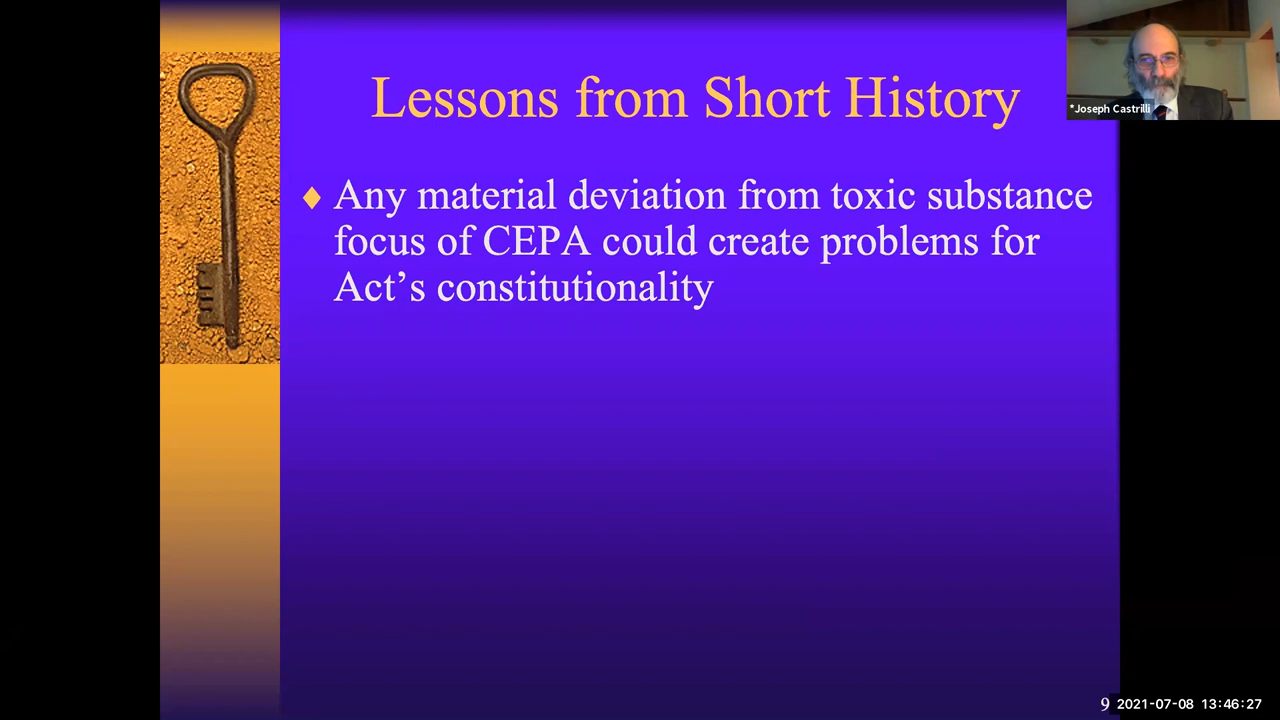 Lessons from Short History
*Joseph Castrilli
♦ Any material deviation from toxic substance
focus of CEPA could create problems for
Act’s constitutionality
9
2021-07-08 13:46:27